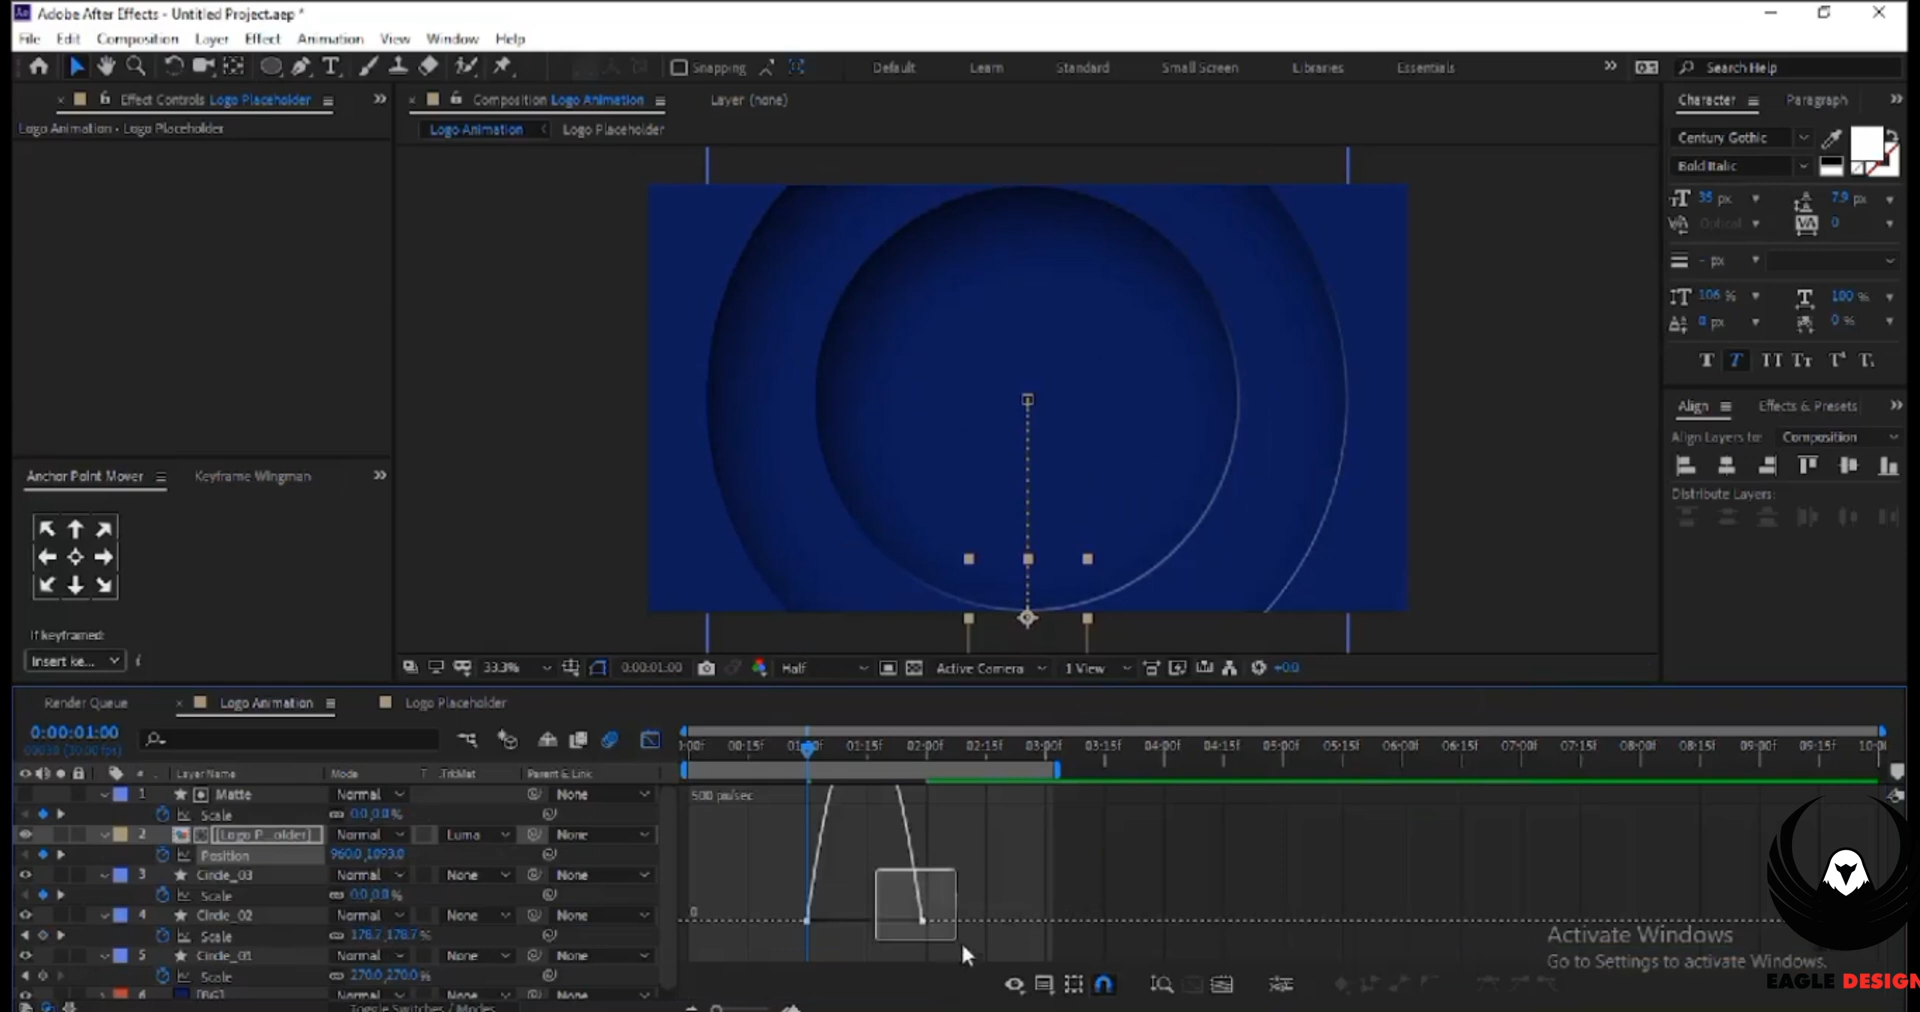 Adobe After Effects - Untitled Project.aep *
File Edit Composition Layer Effect Animation View Window Help
Snapping Default Learn Standard Small Screen Libraries Essentials Search Help
Effect Controls Logo Placeholder
Composition Logo Animation
Layer (none)
Character Paragraph
Logo Animation • Logo Placeholder
Logo Animation Logo Placeholder
Century Gothic
Bold Italic
35 px 7.9 px
Optical 0
- px
106 % 100 %
0 px 0 %
Align Effects & Presets
Align Layers to: Composition
Distribute Layers:
Anchor Point Mover Keyframe Wingman
If keyframed:
Insert ke...
33.3% 0:00:01:00 Half Active Camera 1 View +0.0
Render Queue Logo Animation Logo Placeholder
0:00:01:00
00030 (30.00 fps)
00:15f 01:15f 02:00f 02:15f 03:00f 03:15f 04:00f 04:15f 05:00f 05:15f 06:00f 06:15f 07:00f 07:15f 08:00f 08:15f 09:00f 09:15f
# Layer Name Mode T .TrkMat Parent & Link
1 Matte Normal None
Scale 0.0,0.0%
500 px/sec
2 [Logo P...older] Normal Luma None
Position 960.0,1093.0
3 Circle_03 Normal None None
Scale 0.0,0.0%
4 Circle_02 Normal None None
0
Scale 178.7,178.7%
5 Circle_01 Normal None None
Scale 270.0,270.0%
6 [BG] Normal None None
Toggle Switches / Modes
Activate Windows
Go to Settings to activate Windows.
EAGLE DESIGN